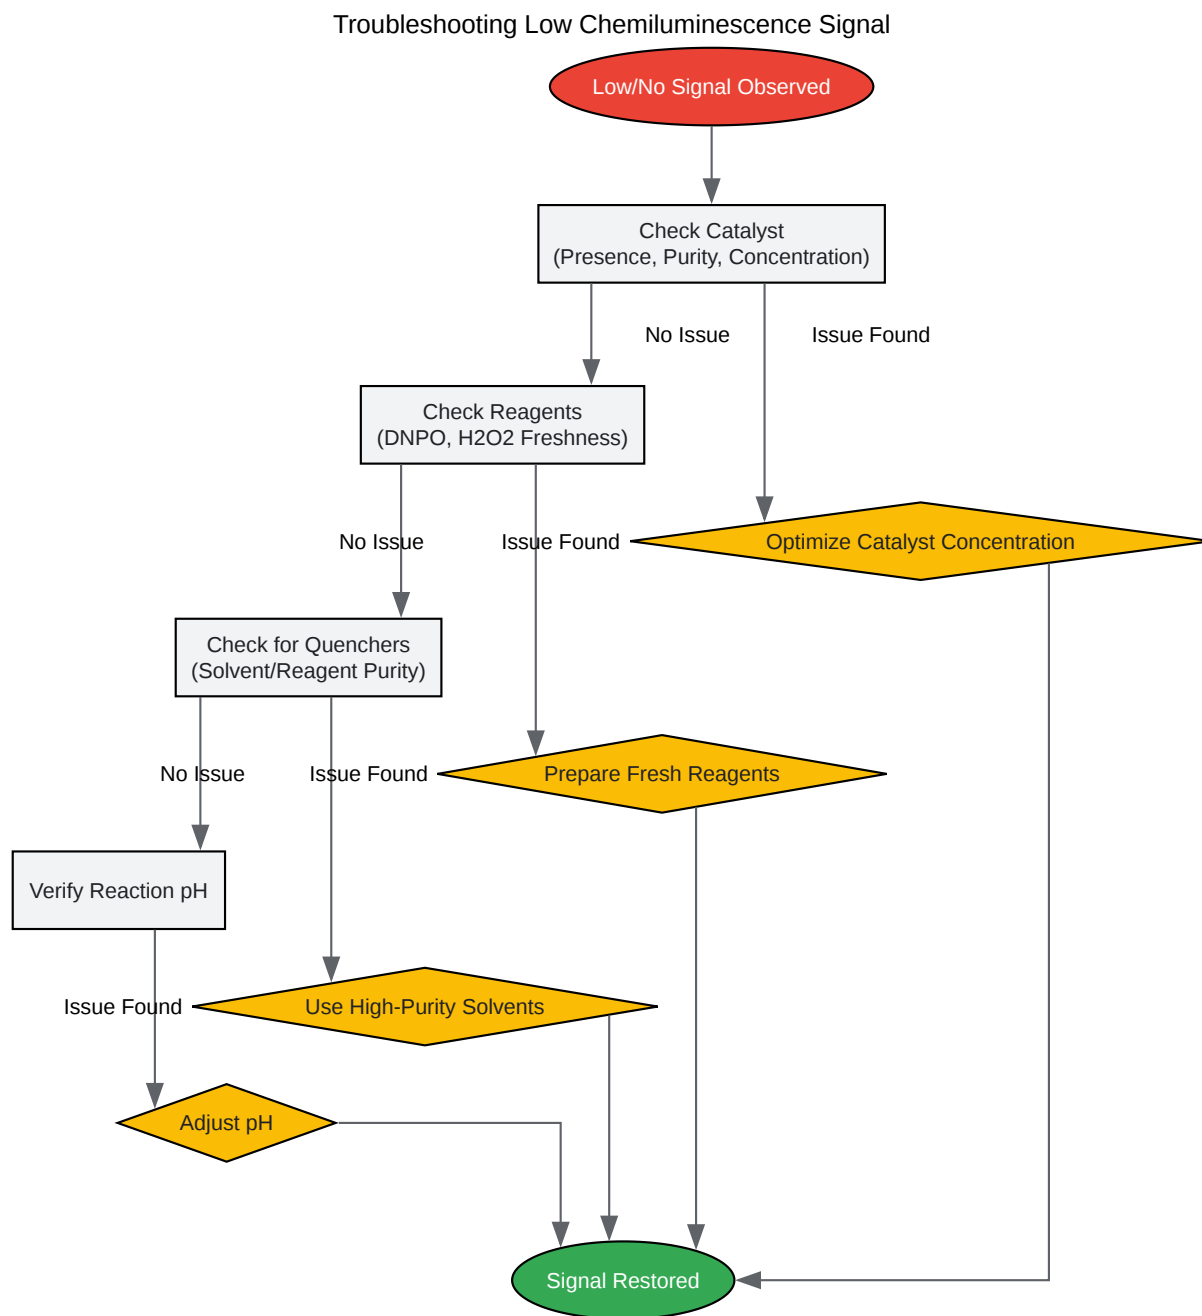 Troubleshooting Low Chemiluminescence Signal
Low/No Signal Observed
Check Catalyst
(Presence, Purity, Concentration)
No Issue
Issue Found
Check Reagents
(DNPO, H2O2 Freshness)
No Issue
Issue Found
Optimize Catalyst Concentration
Check for Quenchers
(Solvent/Reagent Purity)
No Issue
Issue Found
Prepare Fresh Reagents
Verify Reaction pH
Issue Found
Use High-Purity Solvents
Adjust pH
Signal Restored